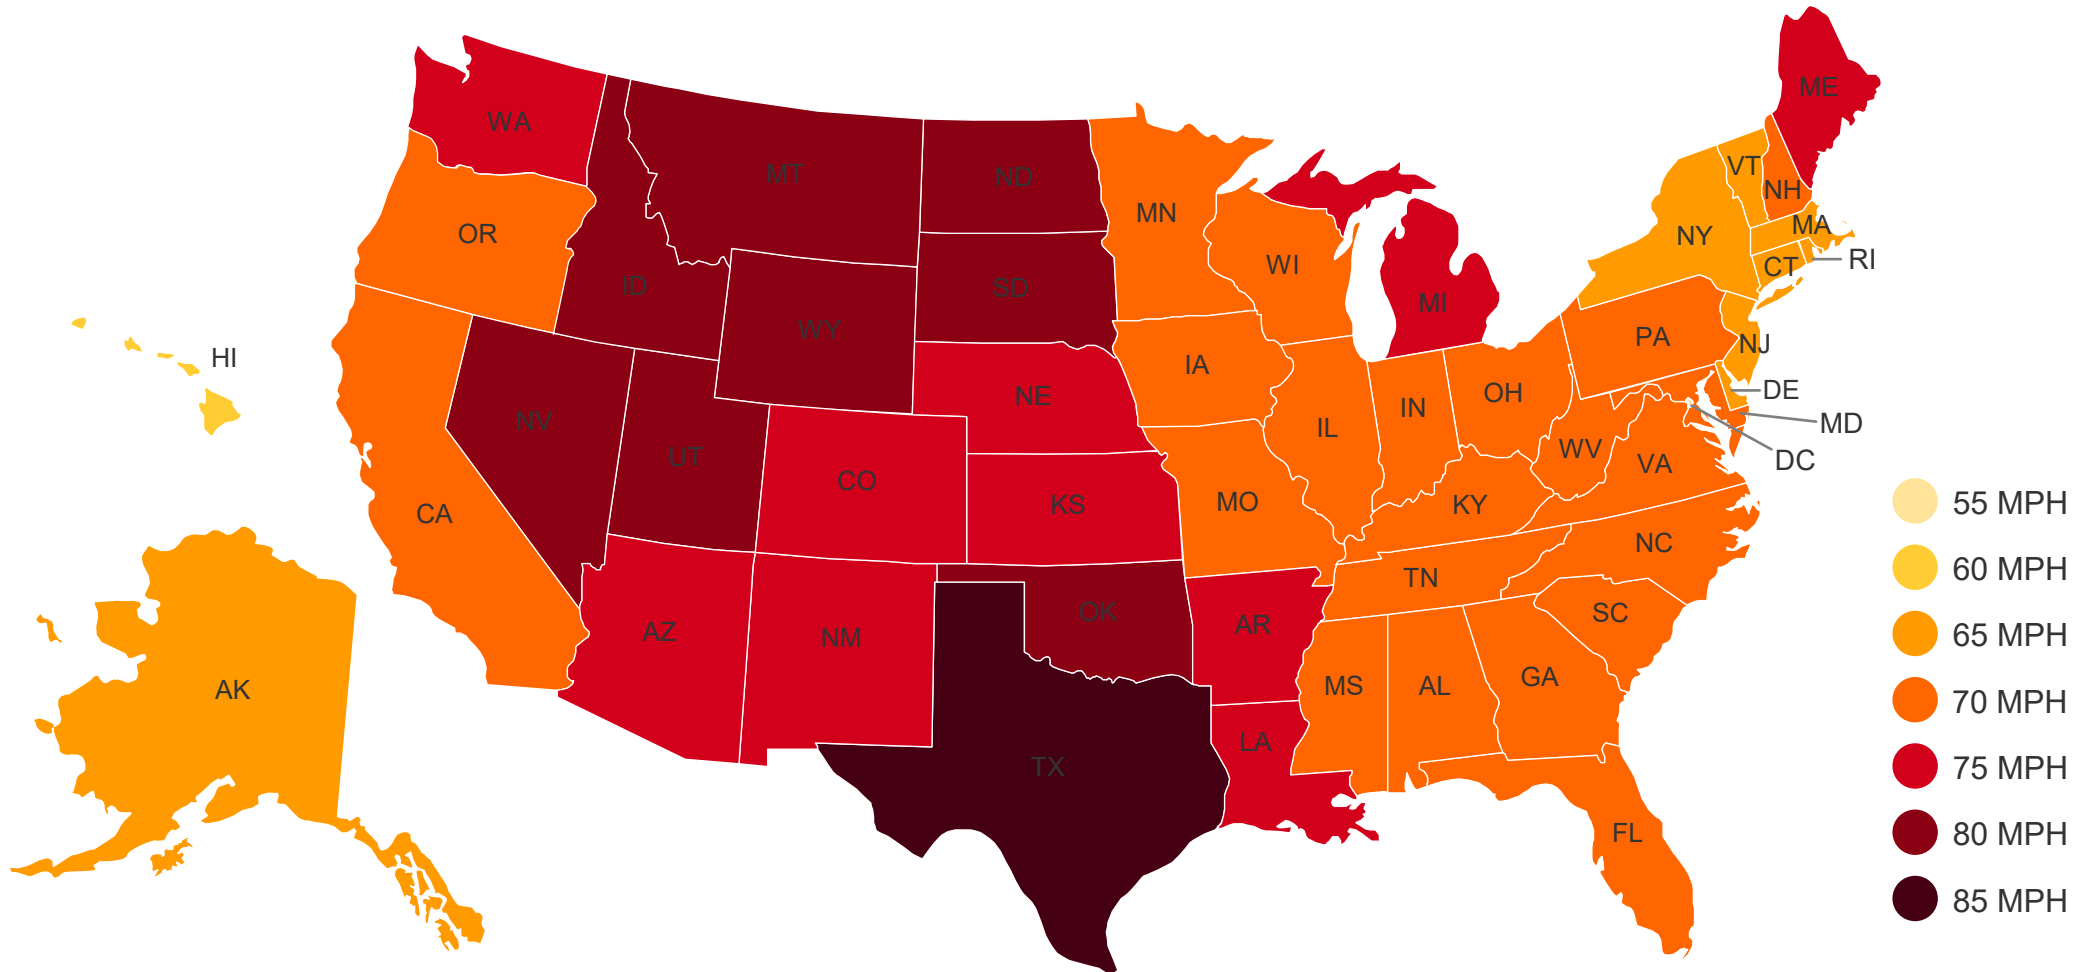 ME
WA
VT
MT
ND
NH
MN
MA
OR
NY
RI
WI
CT
ID
SD
MI
WY
PA
NJ
HI
IA
DE
NE
OH
IN
MD
NV
IL
WV
UT
DC
VA
CO
MO
KS
KY
CA
55 MPH
NC
60 MPH
TN
OK
SC
AR
AZ
NM
65 MPH
GA
AK
MS
AL
70 MPH
LA
TX
75 MPH
FL
80 MPH
85 MPH